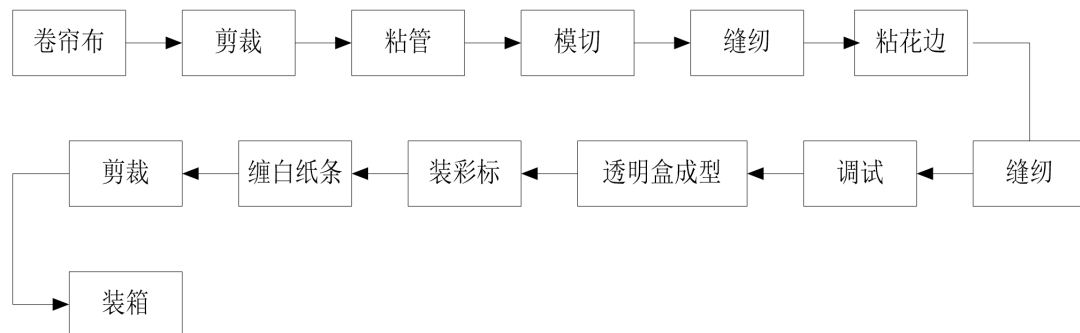 卷帘布 剪裁 粘管 模切 缝纫 粘花边
剪裁 缠白纸条 装彩标 透明盒成型 调试 缝纫
装箱